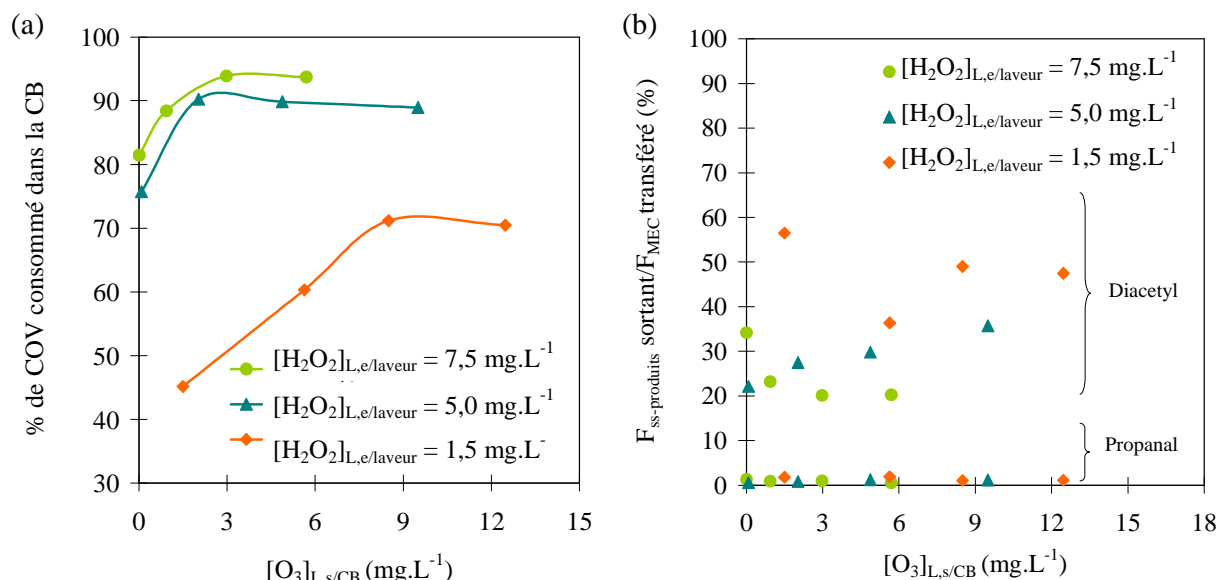 (a)
% de COV consommé dans la CB
100
90
80
70
60
50
40
30
[H₂O₂]L,e/laveur = 7,5 mg.L⁻¹
[H₂O₂]L,e/laveur = 5,0 mg.L⁻¹
[H₂O₂]L,e/laveur = 1,5 mg.L⁻
0 3 6 9 12 15
[O₃]L,s/CB (mg.L⁻¹)
(b)
Fss-produits sortant/FMEC transféré (%)
100
90
80
70
60
50
40
30
20
10
0
[H₂O₂]L,e/laveur = 7,5 mg.L⁻¹
[H₂O₂]L,e/laveur = 5,0 mg.L⁻¹
[H₂O₂]L,e/laveur = 1,5 mg.L⁻¹
Diacetyl
Propanal
0 3 6 9 12 15 18
[O₃]L,s/CB (mg.L⁻¹)